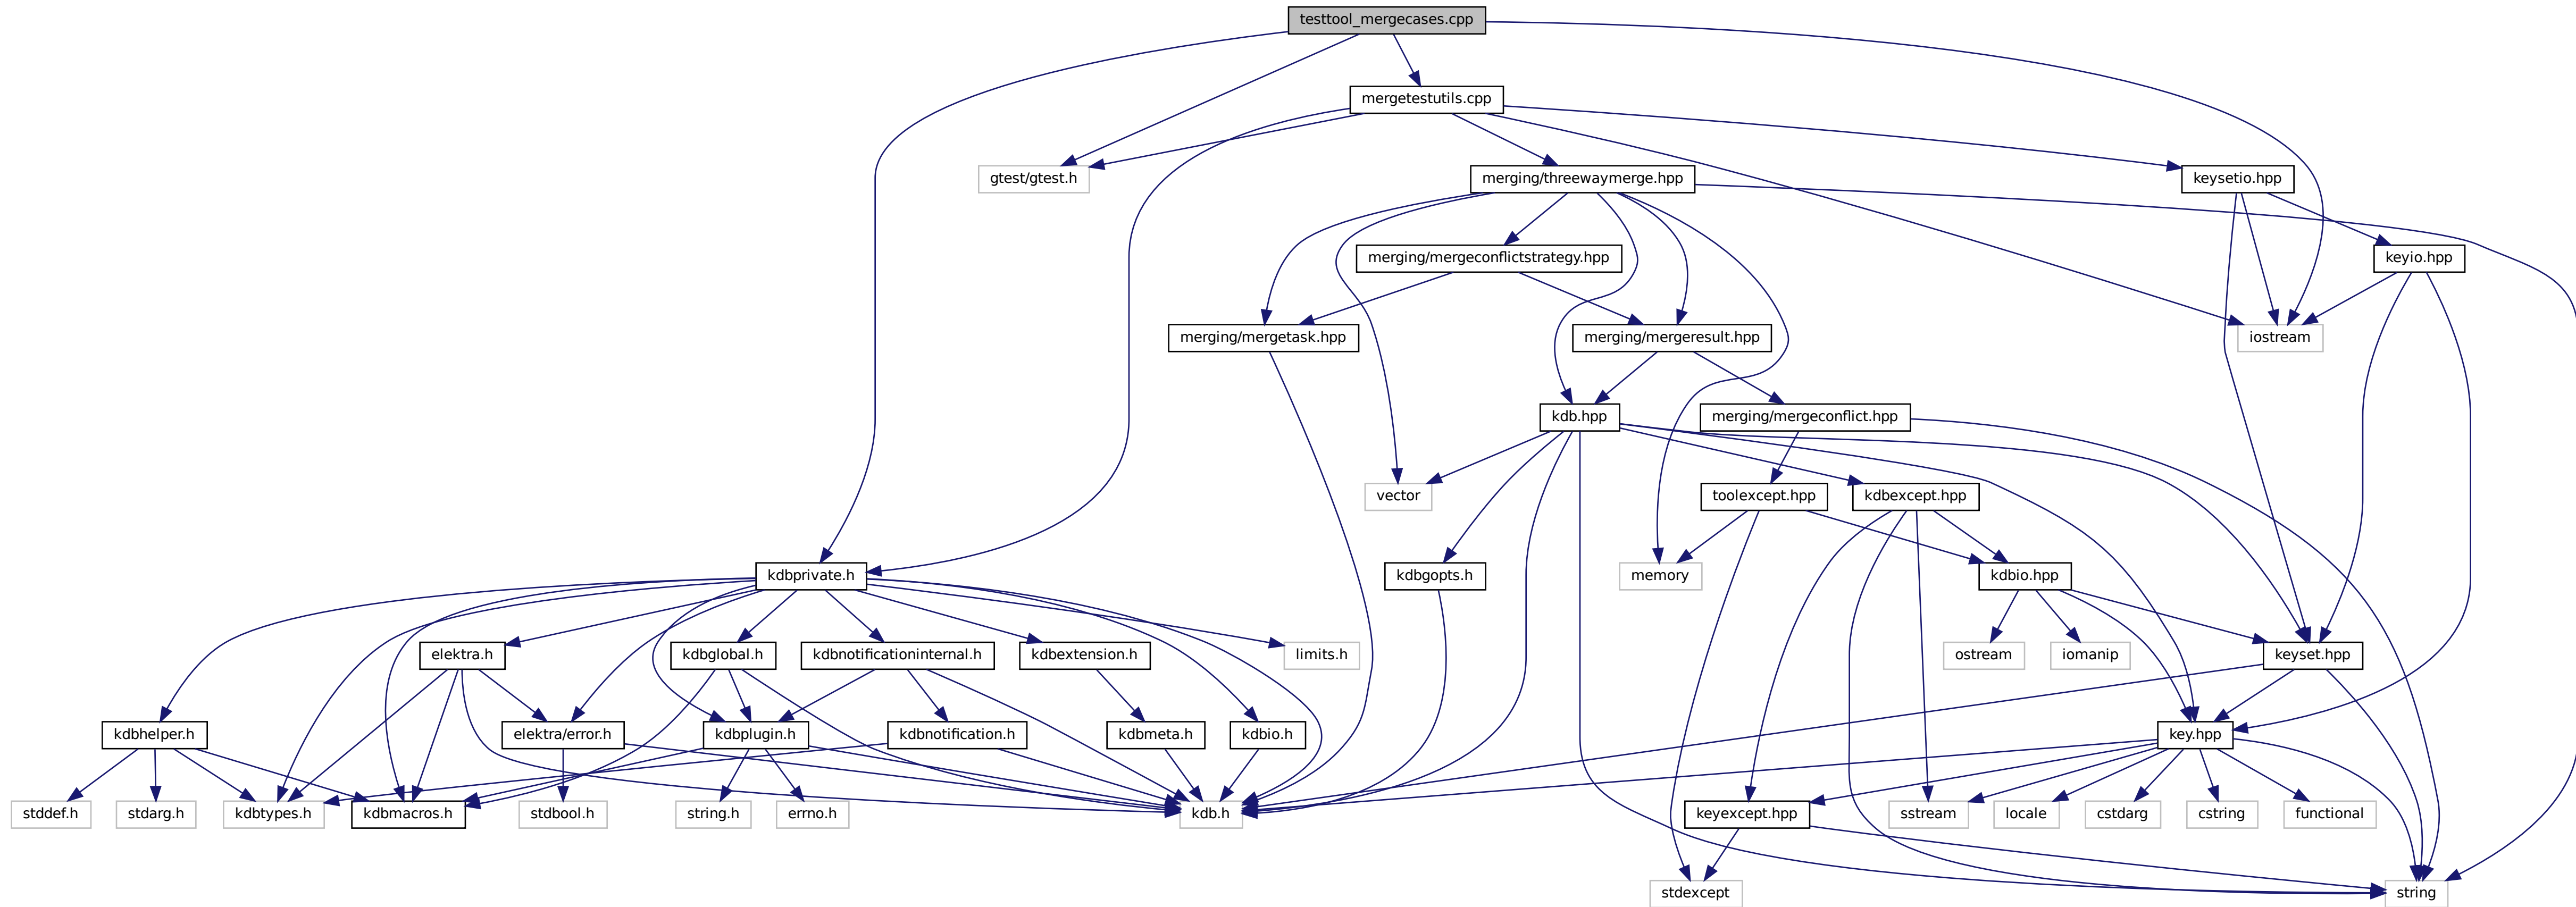 testtool_mergecases.cpp
mergetestutils.cpp
gtest/gtest.h
merging/threewaymerge.hpp
keysetio.hpp
merging/mergeconflictstrategy.hpp
keyio.hpp
merging/mergetask.hpp
merging/mergeresult.hpp
iostream
kdb.hpp
merging/mergeconflict.hpp
vector
toolexcept.hpp
kdbexcept.hpp
kdbprivate.h
kdbgopts.h
memory
kdbio.hpp
elektra.h
kdbglobal.h
kdbnotificationinternal.h
kdbextension.h
limits.h
ostream
iomanip
keyset.hpp
kdbhelper.h
elektra/error.h
kdbplugin.h
kdbnotification.h
kdbmeta.h
kdbio.h
key.hpp
stddef.h
stdarg.h
kdbtypes.h
kdbmacros.h
stdbool.h
string.h
errno.h
kdb.h
keyexcept.hpp
sstream
locale
cstdarg
cstring
functional
stdexcept
string